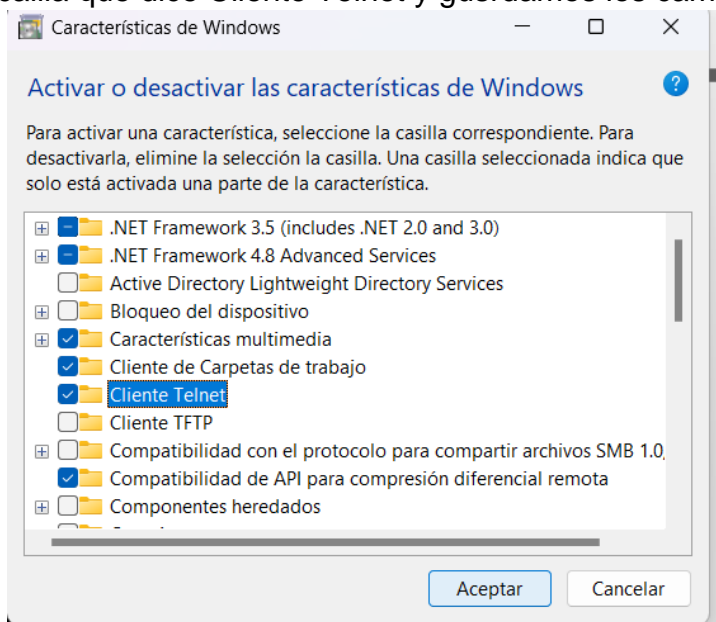 que dice Cliente Telnet y
Características de Windows
Activar o desactivar las características de Windows
?
Para activar una característica, seleccione la casilla correspondiente. Para
desactivarla, elimine la selección la casilla. Una casilla seleccionada indica que
solo está activada una parte de la característica.
.NET Framework 3.5 (includes .NET 2.0 and 3.0)
.NET Framework 4.8 Advanced Services
Active Directory Lightweight Directory Services
Bloqueo del dispositivo
Características multimedia
Cliente de Carpetas de trabajo
Cliente Telnet
Cliente TFTP
Compatibilidad con el protocolo para compartir archivos SMB 1.0,
Compatibilidad de API para compresión diferencial remota
Componentes heredados
Aceptar
Cancelar